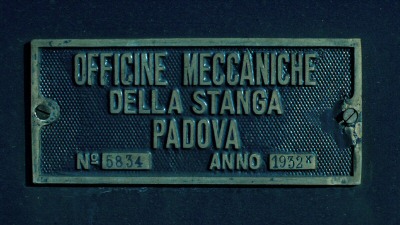 OFFICINE MECCANICHE
DELLA STANGA
PADOVA
Nº 6834 ANNO 1932 X